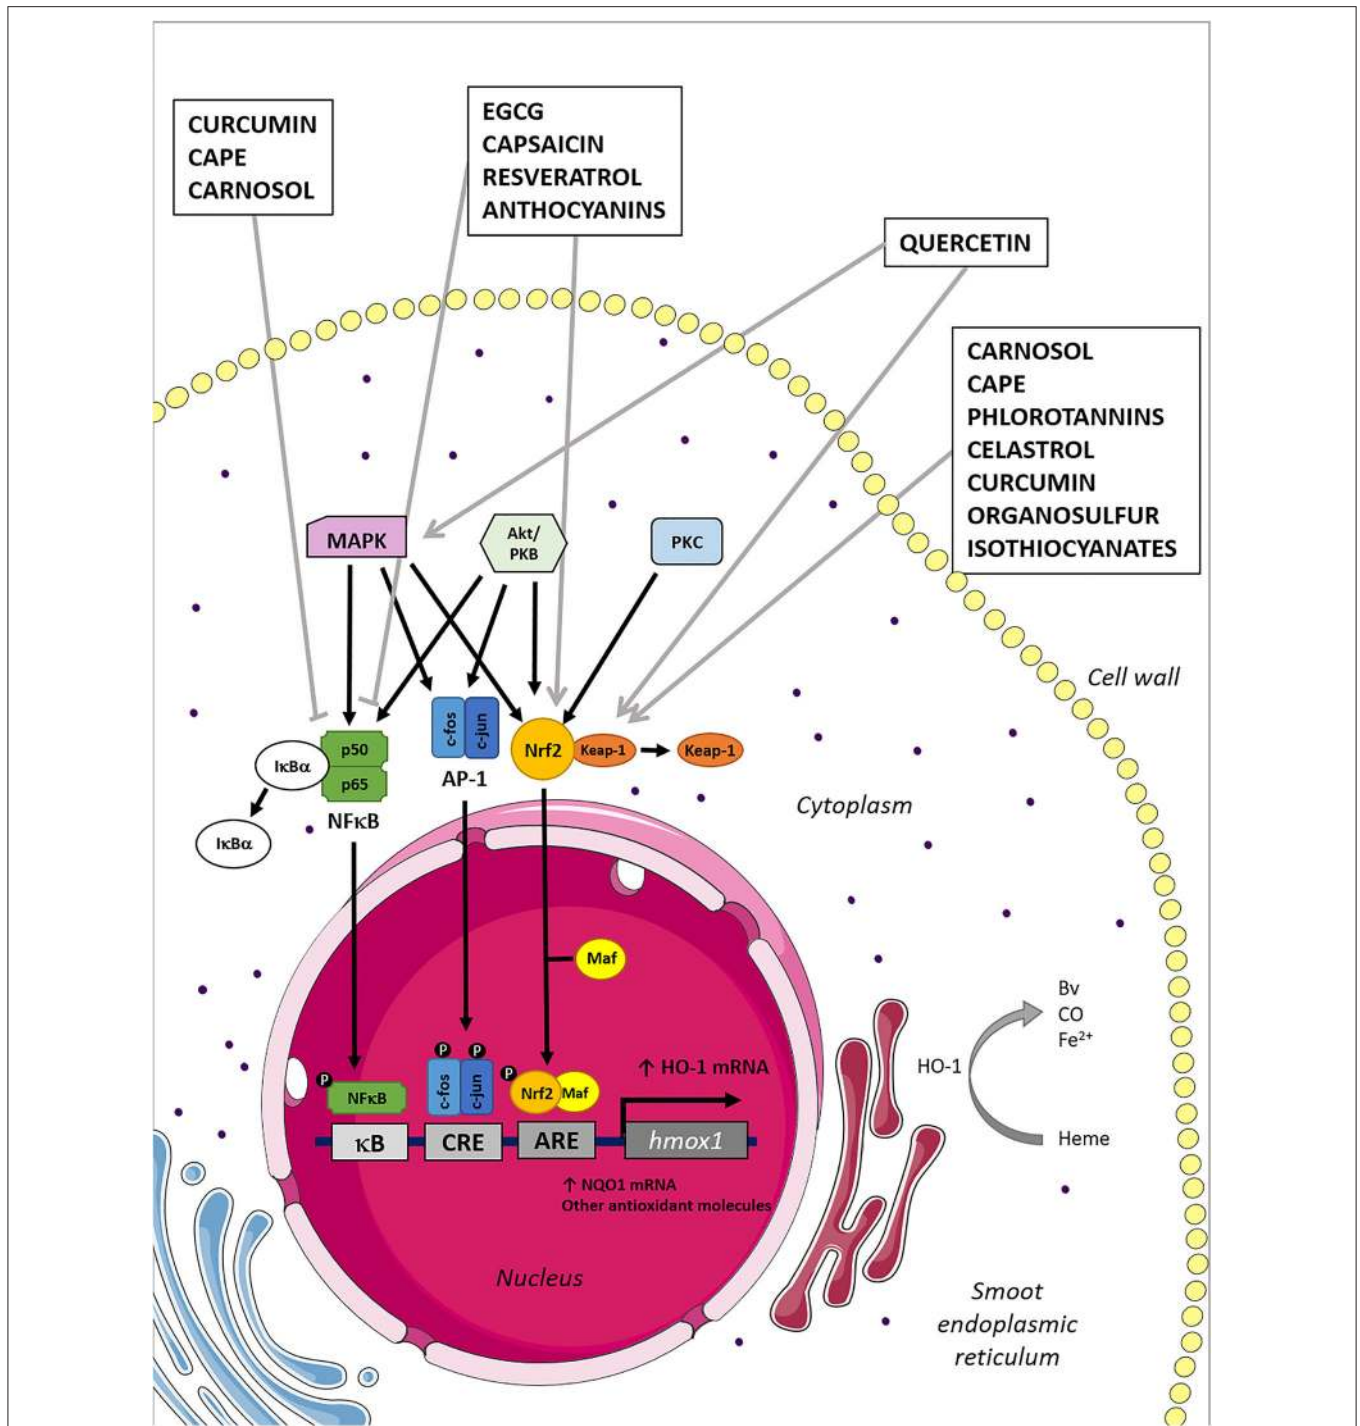 CURCUMIN
CAPE
CARNOSOL
EGCG
CAPSAICIN
RESVERATROL
ANTHOCYANINS
QUERCETIN
CARNOSOL
CAPE
PHLOROTANNINS
CELASTROL
CURCUMIN
ORGANOSULFUR
ISOTHIOCYANATES
MAPK
Akt/
PKB
PKC
Cell wall
c-fos
c-jun
AP-1
Nrf2
Keap-1
Keap-1
IκBα
p50
p65
NFκB
IκBα
Cytoplasm
Maf
Bv
CO
Fe²⁺
HO-1
Heme
↑ HO-1 mRNA
P
NFκB
P
P
c-fos
c-jun
P
Nrf2
Maf
κB
CRE
ARE
hmox1
↑ NQO1 mRNA
Other antioxidant molecules
Nucleus
Smoot
endoplasmic
reticulum